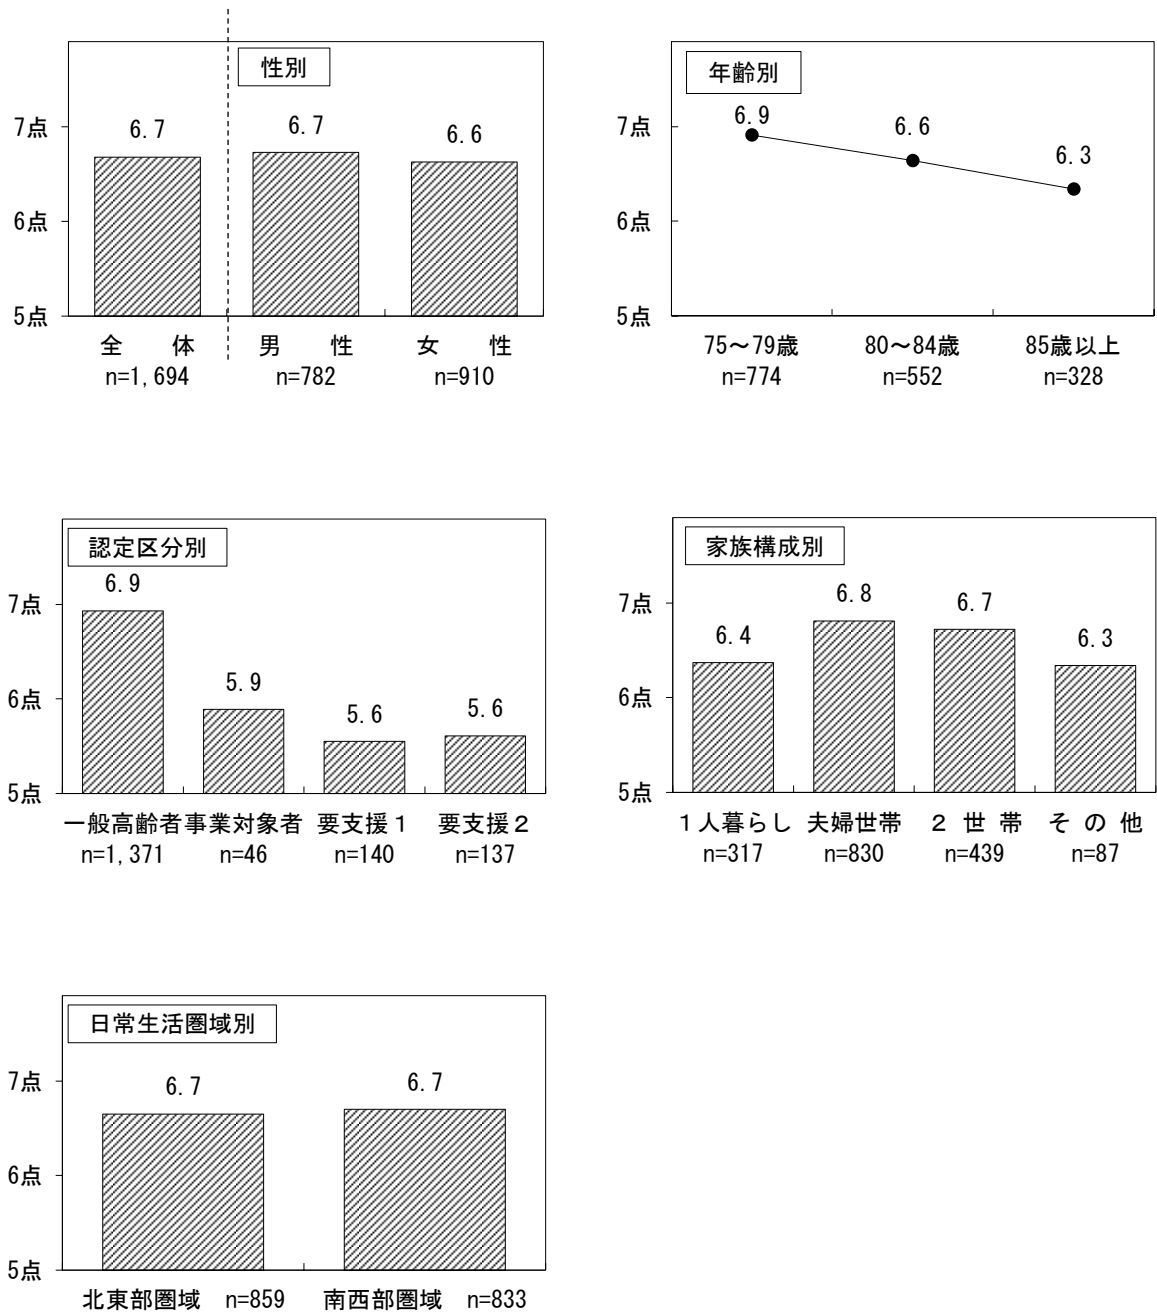 性別
7点
6点
5点
6.7
6.7
6.6
全　体
男　性
女　性
n=1,694
n=782
n=910
年齢別
7点
6点
5点
6.9
6.6
6.3
75～79歳
80～84歳
85歳以上
n=774
n=552
n=328
認定区分別
7点
6点
5点
6.9
5.9
5.6
5.6
一般高齢者
事業対象者
要支援１
要支援２
n=1,371
n=46
n=140
n=137
家族構成別
7点
6点
5点
6.4
6.8
6.7
6.3
１人暮らし
夫婦世帯
２世帯
その他
n=317
n=830
n=439
n=87
日常生活圏域別
7点
6点
5点
6.7
6.7
北東部圏域　n=859
南西部圏域　n=833